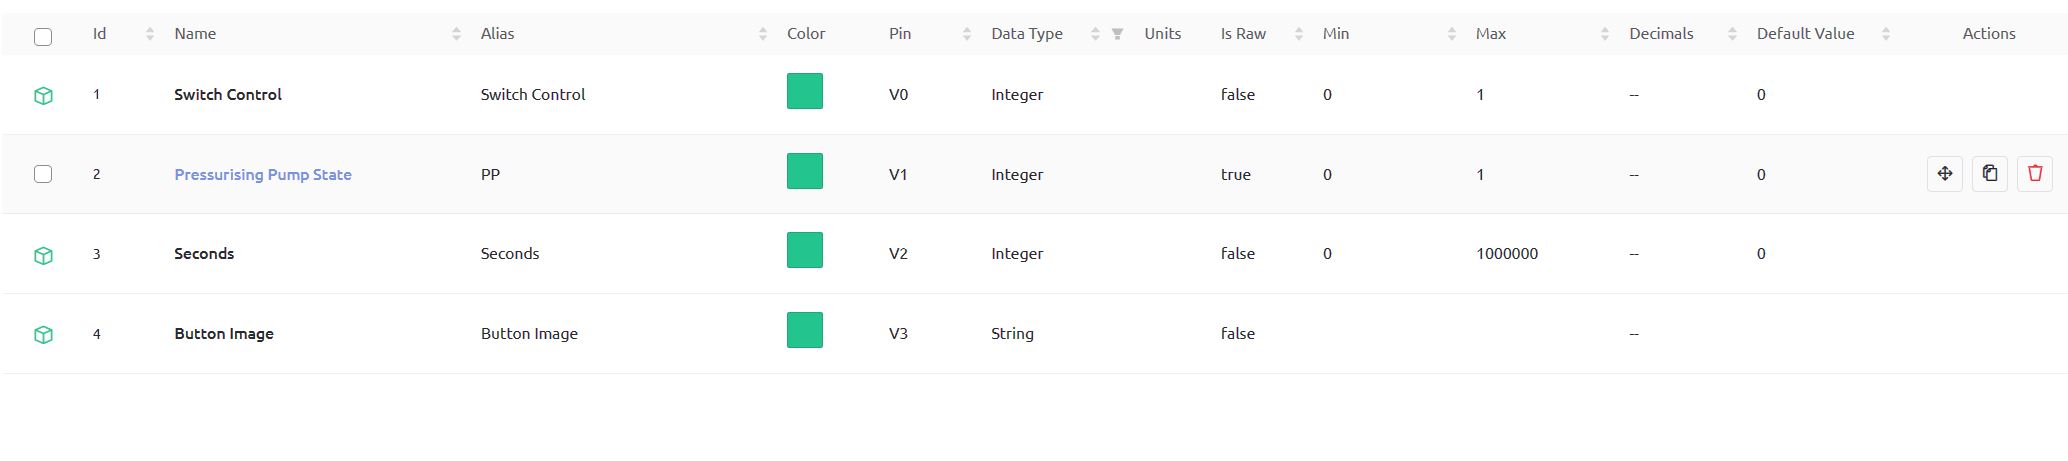 Id Name Alias Color Pin Data Type Units Is Raw Min Max Decimals Default Value Actions
1 Switch Control Switch Control V0 Integer false 0 1 -- 0
2 Pressurising Pump State PP V1 Integer true 0 1 -- 0
3 Seconds Seconds V2 Integer false 0 1000000 -- 0
4 Button Image Button Image V3 String false --